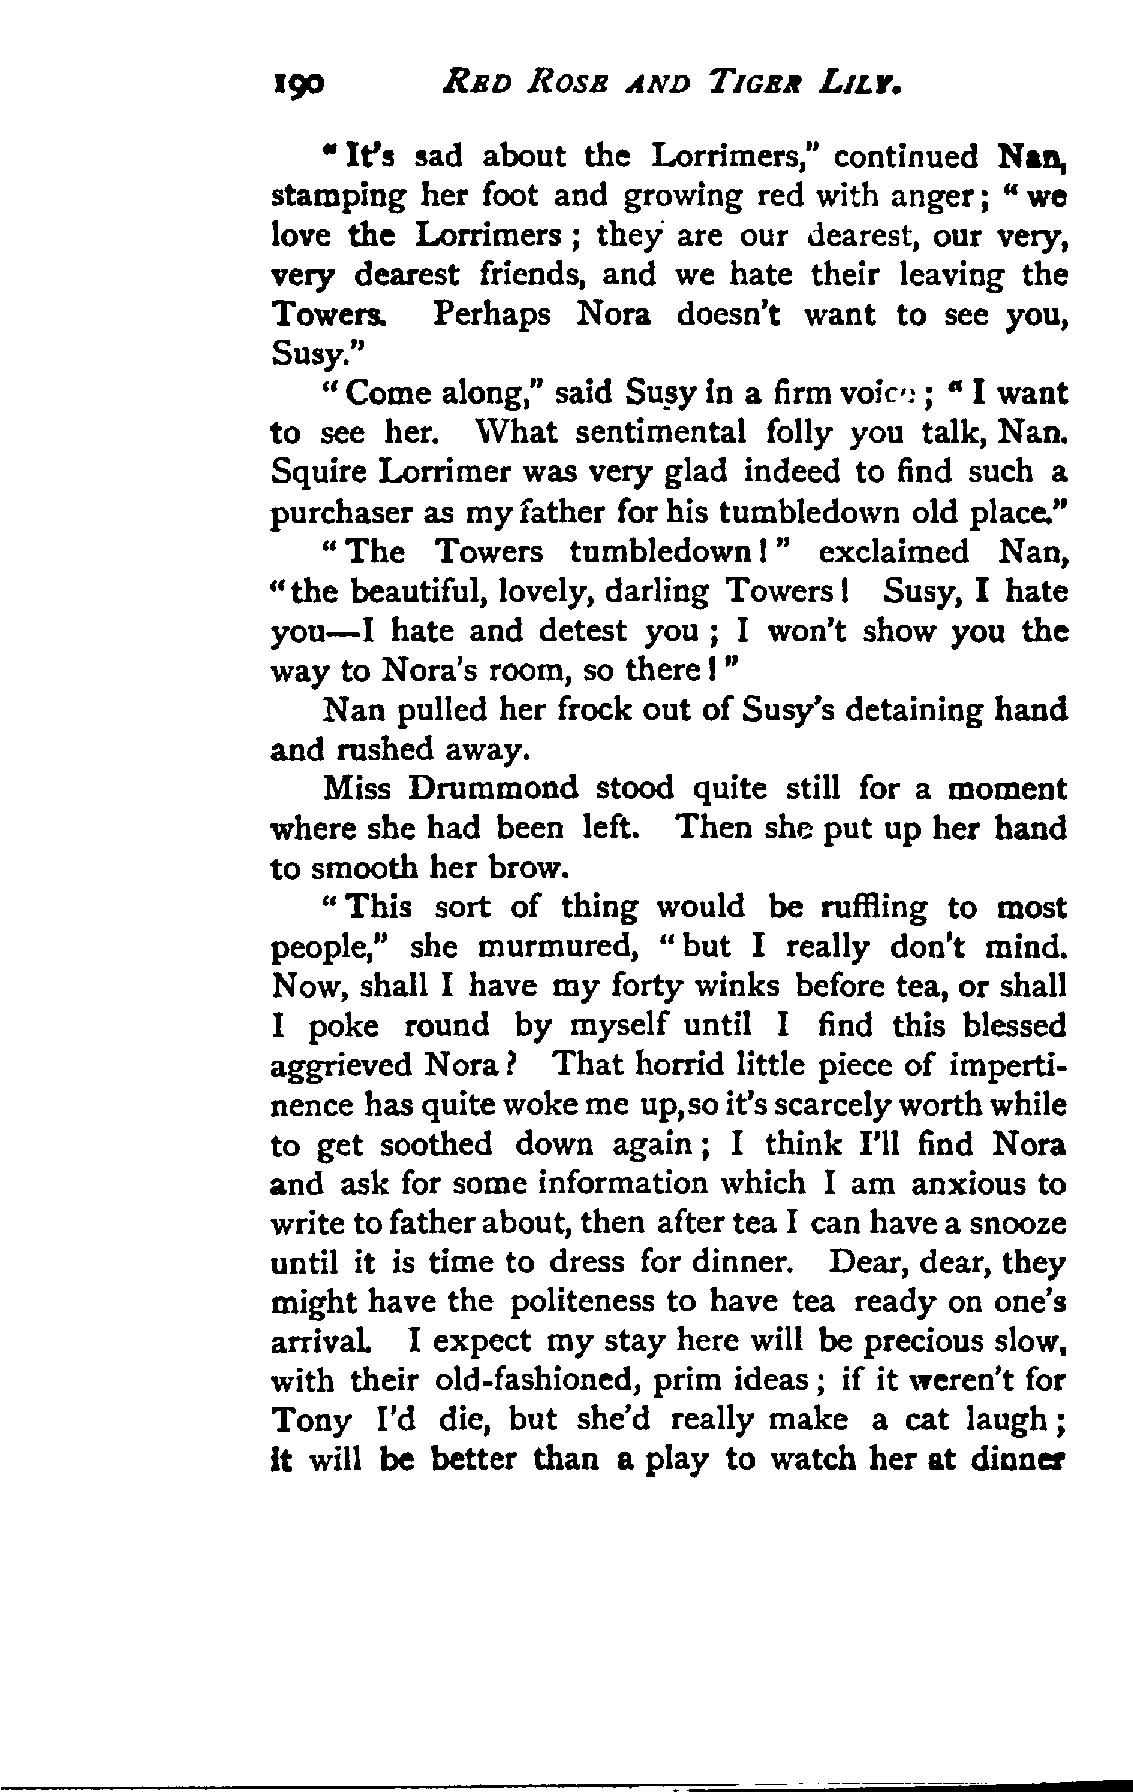 190 RED ROSE AND TIGER LILY.
"It's sad about the Lorrimers," continued Nan,
stamping her foot and growing red with anger; "we
love the Lorrimers; they are our dearest, our very,
very dearest friends, and we hate their leaving the
Towers. Perhaps Nora doesn't want to see you,
Susy."
"Come along," said Susy in a firm voice; "I want
to see her. What sentimental folly you talk, Nan.
Squire Lorrimer was very glad indeed to find such a
purchaser as my father for his tumbledown old place."
"The Towers tumbledown!" exclaimed Nan,
"the beautiful, lovely, darling Towers! Susy, I hate
you—I hate and detest you; I won't show you the
way to Nora's room, so there!"
Nan pulled her frock out of Susy's detaining hand
and rushed away.
Miss Drummond stood quite still for a moment
where she had been left. Then she put up her hand
to smooth her brow.
"This sort of thing would be ruffling to most
people," she murmured, "but I really don't mind.
Now, shall I have my forty winks before tea, or shall
I poke round by myself until I find this blessed
aggrieved Nora? That horrid little piece of imperti-
nence has quite woke me up, so it's scarcely worth while
to get soothed down again; I think I'll find Nora
and ask for some information which I am anxious to
write to father about, then after tea I can have a snooze
until it is time to dress for dinner. Dear, dear, they
might have the politeness to have tea ready on one's
arrival. I expect my stay here will be precious slow,
with their old-fashioned, prim ideas; if it weren't for
Tony I'd die, but she'd really make a cat laugh;
it will be better than a play to watch her at dinner